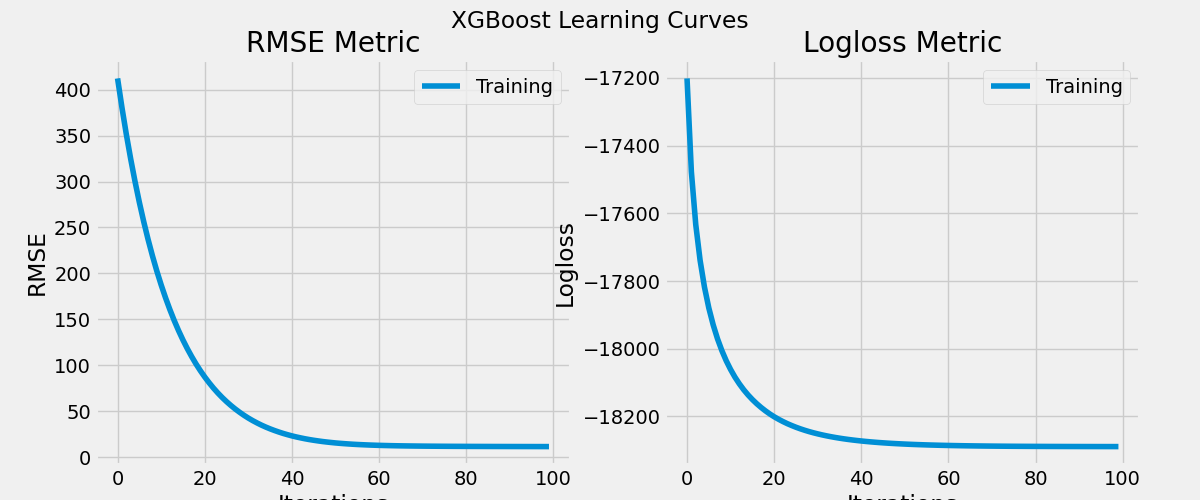 XGBoost Learning Curves
RMSE Metric
Training
RMSE
400
350
300
250
200
150
100
50
0
0 20 40 60 80 100
Iterations
Logloss Metric
Training
Logloss
−17200
−17400
−17600
−17800
−18000
−18200
0 20 40 60 80 100
Iterations